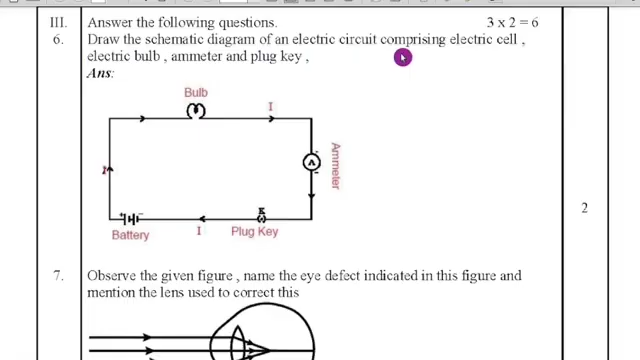 III. Answer the following questions. 3 x 2 = 6
6. Draw the schematic diagram of an electric circuit comprising electric cell ,
electric bulb , ammeter and plug key ,
Ans:
Bulb
I
A
Ammeter
I
K
Battery I Plug Key
2
7. Observe the given figure , name the eye defect indicated in this figure and
mention the lens used to correct this